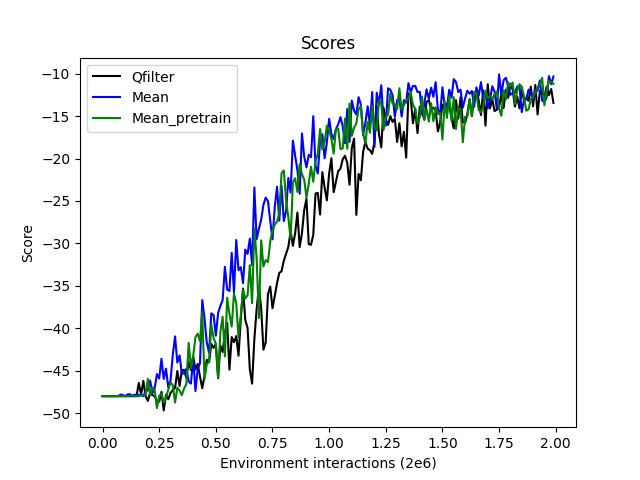 Scores
Qfilter
Mean
Mean_pretrain
Score
−10
−15
−20
−25
−30
−35
−40
−45
−50
0.00 0.25 0.50 0.75 1.00 1.25 1.50 1.75 2.00
Environment interactions (2e6)